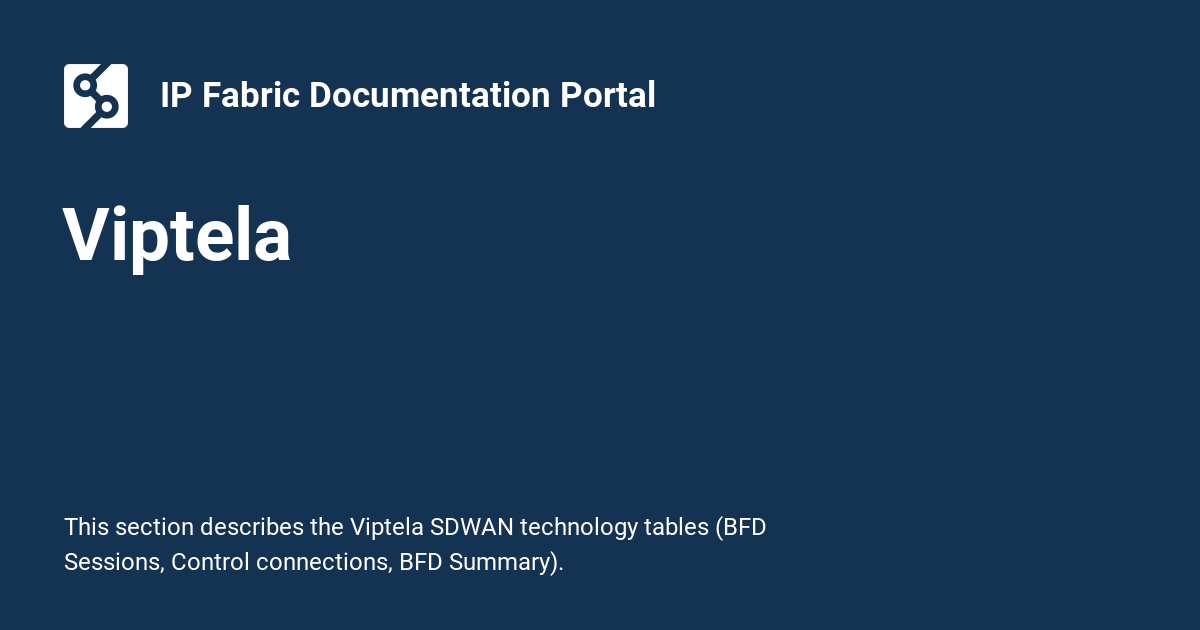 IP Fabric Documentation Portal
Viptela
This section describes the Viptela SDWAN technology tables (BFD
Sessions, Control connections, BFD Summary).